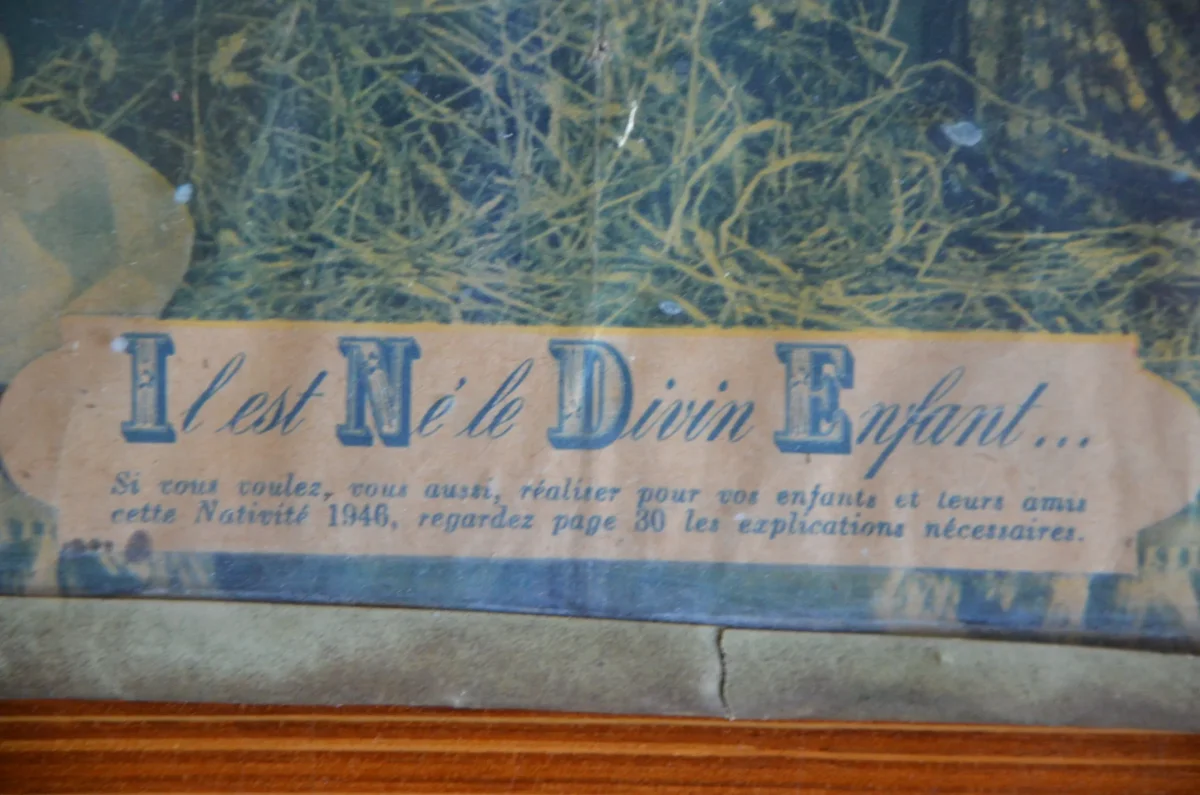 Il est Né le Divin Enfant...
Si vous voulez, vous aussi, réaliser pour vos enfants et leurs amis
cette Nativité 1946, regardez page 30 les explications nécessaires.